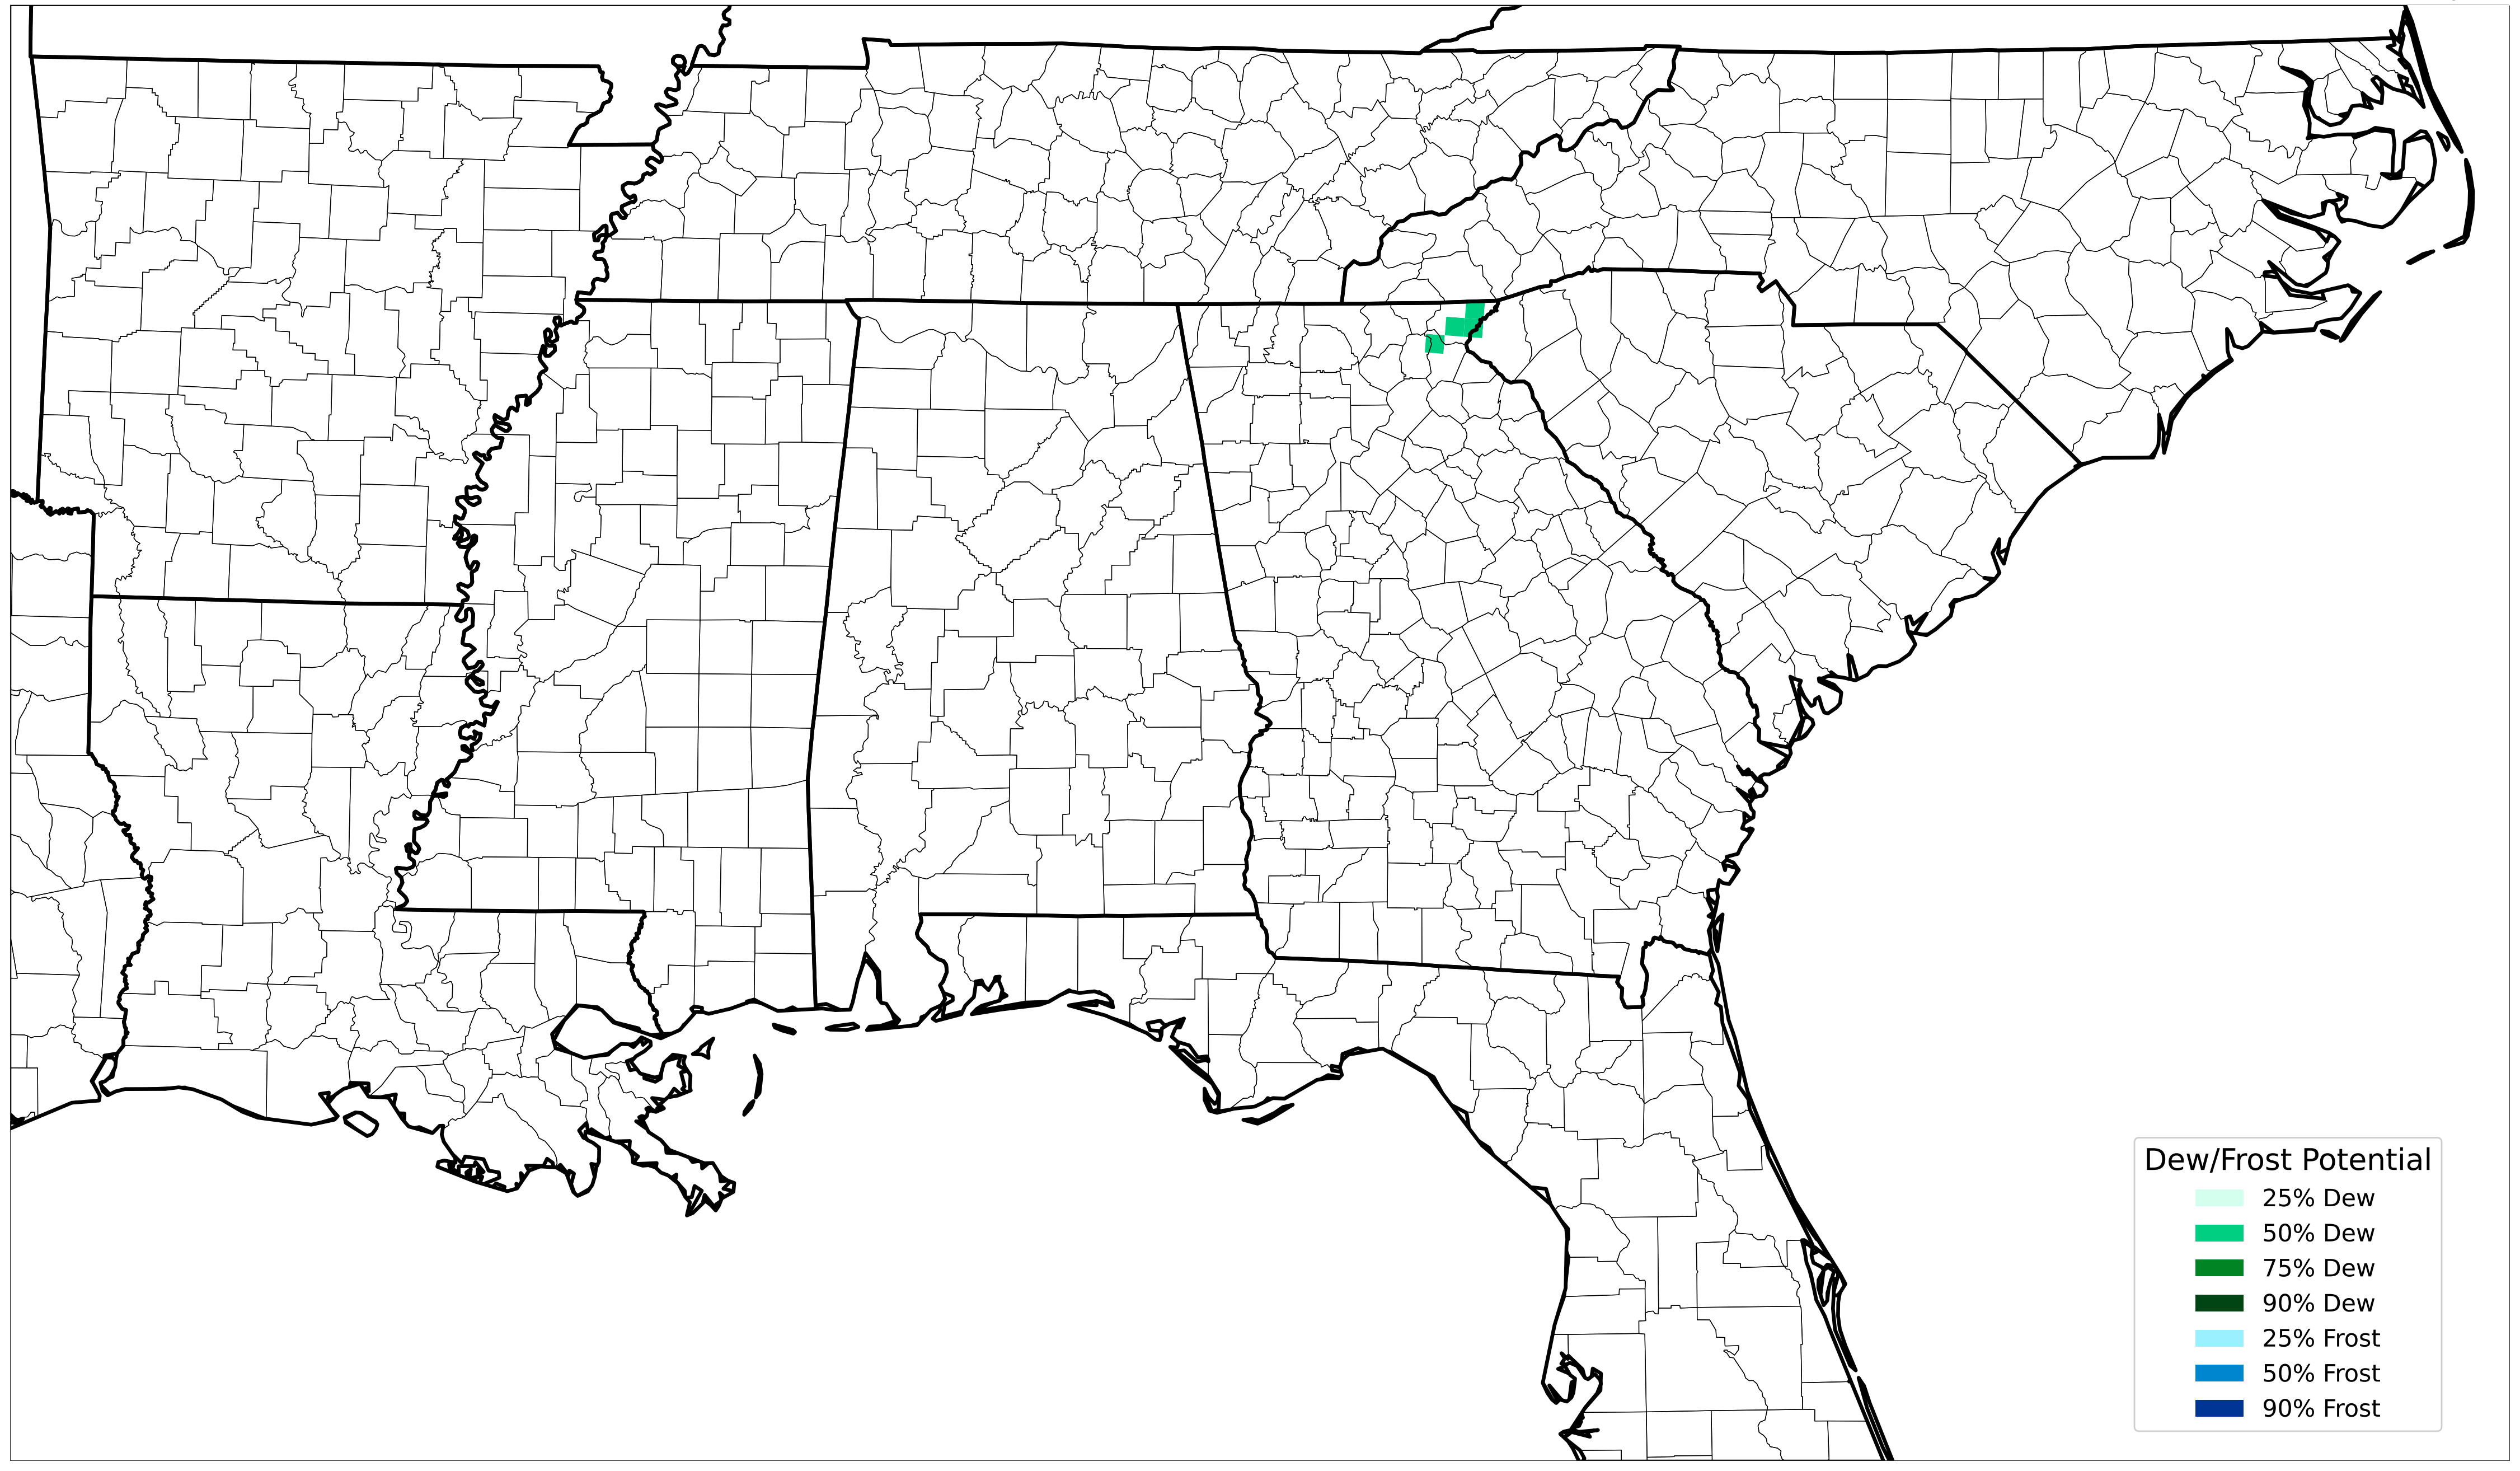 Dew/Frost Potential
25% Dew
50% Dew
75% Dew
90% Dew
25% Frost
50% Frost
90% Frost